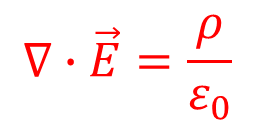 ∇ · E⃗ = ρ/ε₀